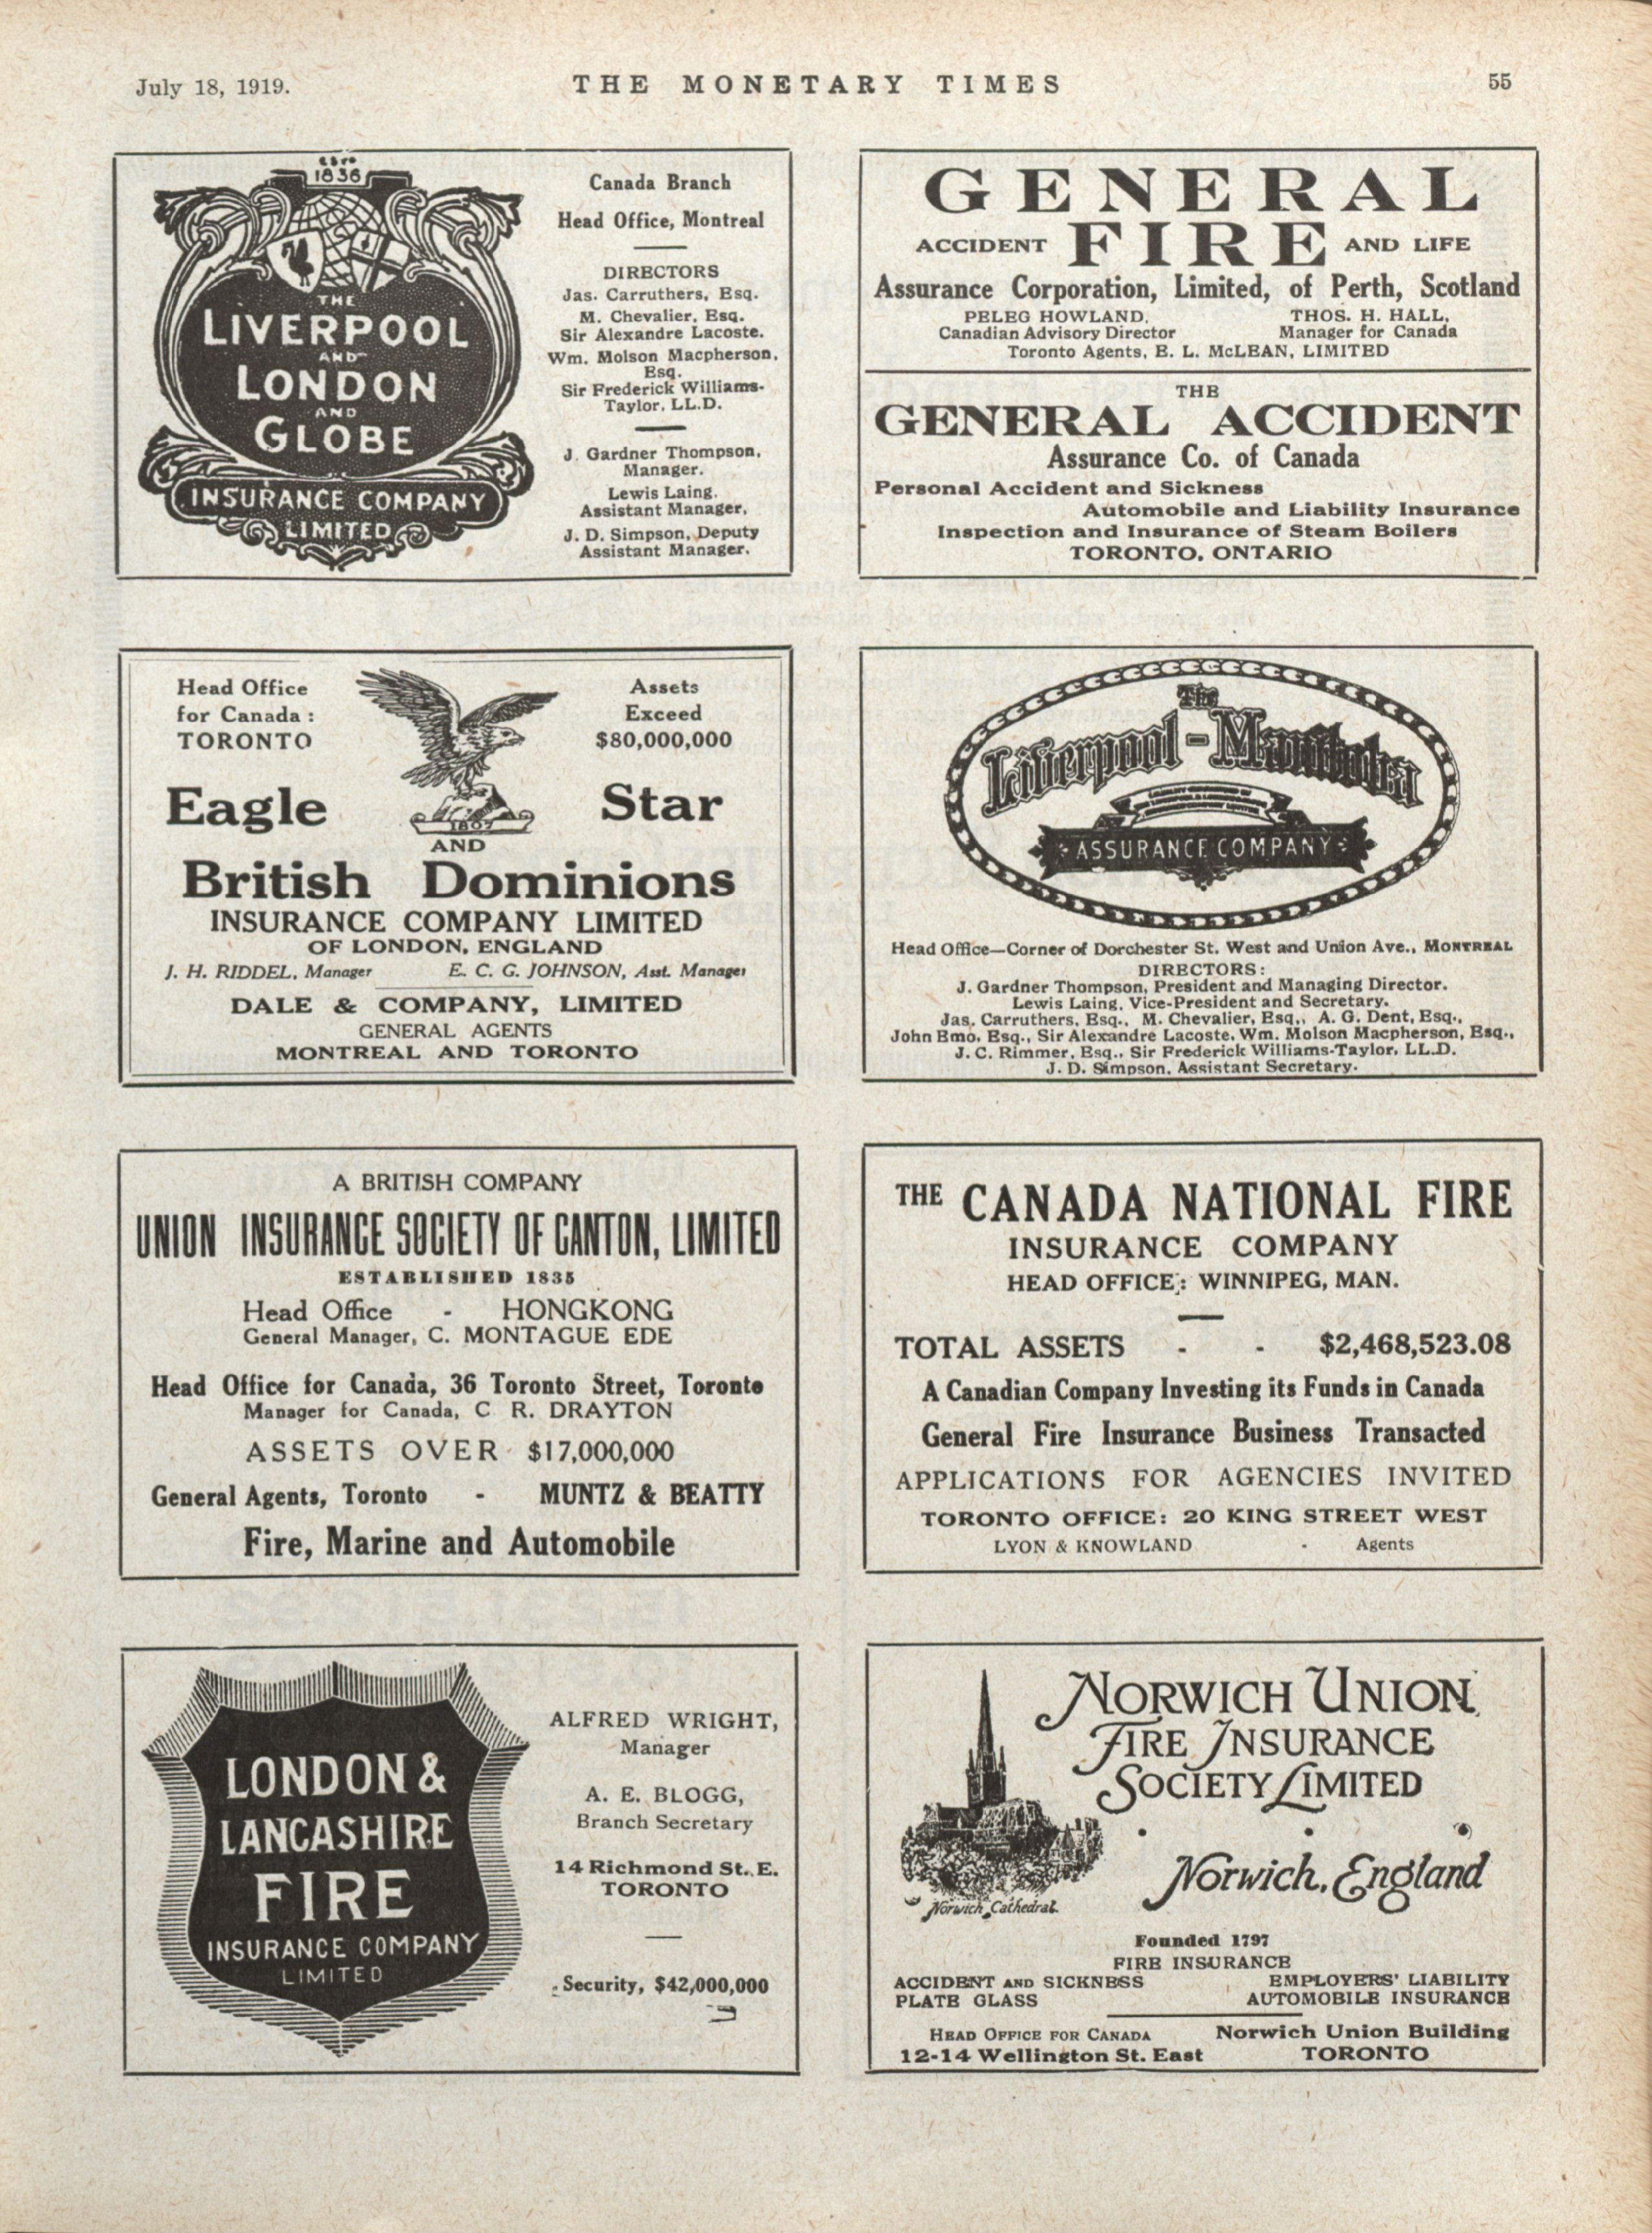 July 18, 1919.
THE MONETARY TIMES
55
1836
THE
LIVERPOOL
AND
LONDON
AND
GLOBE
INSURANCE COMPANY
LIMITED
Canada Branch
Head Office, Montreal
DIRECTORS
Jas. Carruthers, Esq.
M. Chevalier, Esq.
Sir Alexandre Lacoste.
Wm. Molson Macpherson,
Esq.
Sir Frederick Williams-
Taylor, LL.D.
J. Gardner Thompson,
Manager.
Lewis Laing,
Assistant Manager,
J. D. Simpson, Deputy
Assistant Manager.
GENERAL
ACCIDENT FIRE AND LIFE
Assurance Corporation, Limited, of Perth, Scotland
PELEG HOWLAND, THOS. H. HALL,
Canadian Advisory Director Manager for Canada
Toronto Agents, E. L. McLEAN, LIMITED
THE
GENERAL ACCIDENT
Assurance Co. of Canada
Personal Accident and Sickness
Automobile and Liability Insurance
Inspection and Insurance of Steam Boilers
TORONTO, ONTARIO
Head Office
for Canada :
TORONTO
Assets
Exceed
$80,000,000
Eagle Star
1807
AND
British Dominions
INSURANCE COMPANY LIMITED
OF LONDON, ENGLAND
J. H. RIDDEL, Manager E. C. G. JOHNSON, Asst. Manager
DALE & COMPANY, LIMITED
GENERAL AGENTS
MONTREAL AND TORONTO
The
Liverpool-Manitoba
ASSURANCE COMPANY
Head Office—Corner of Dorchester St. West and Union Ave., MONTREAL
DIRECTORS:
J. Gardner Thompson, President and Managing Director.
Lewis Laing, Vice-President and Secretary.
Jas. Carruthers, Esq., M. Chevalier, Esq., A. G. Dent, Esq.,
John Emo, Esq., Sir Alexandre Lacoste, Wm. Molson Macpherson, Esq.,
J. C. Rimmer, Esq., Sir Frederick Williams-Taylor, LL.D.
J. D. Simpson, Assistant Secretary.
A BRITISH COMPANY
UNION INSURANCE SOCIETY OF CANTON, LIMITED
ESTABLISHED 1835
Head Office - HONGKONG
General Manager, C. MONTAGUE EDE
Head Office for Canada, 36 Toronto Street, Toronto
Manager for Canada, C. R. DRAYTON
ASSETS OVER $17,000,000
General Agents, Toronto - MUNTZ & BEATTY
Fire, Marine and Automobile
THE CANADA NATIONAL FIRE
INSURANCE COMPANY
HEAD OFFICE: WINNIPEG, MAN.
TOTAL ASSETS - - $2,468,523.08
A Canadian Company Investing its Funds in Canada
General Fire Insurance Business Transacted
APPLICATIONS FOR AGENCIES INVITED
TORONTO OFFICE: 20 KING STREET WEST
LYON & KNOWLAND - Agents
LONDON &
LANCASHIRE
FIRE
INSURANCE COMPANY
LIMITED
ALFRED WRIGHT,
Manager
A. E. BLOGG,
Branch Secretary
14 Richmond St. E.
TORONTO
Security, $42,000,000
NORWICH UNION
FIRE INSURANCE
SOCIETY LIMITED
Norwich, England
Norwich Cathedral.
Founded 1797
FIRE INSURANCE
ACCIDENT AND SICKNESS EMPLOYERS' LIABILITY
PLATE GLASS AUTOMOBILE INSURANCE
HEAD OFFICE FOR CANADA Norwich Union Building
12-14 Wellington St. East TORONTO